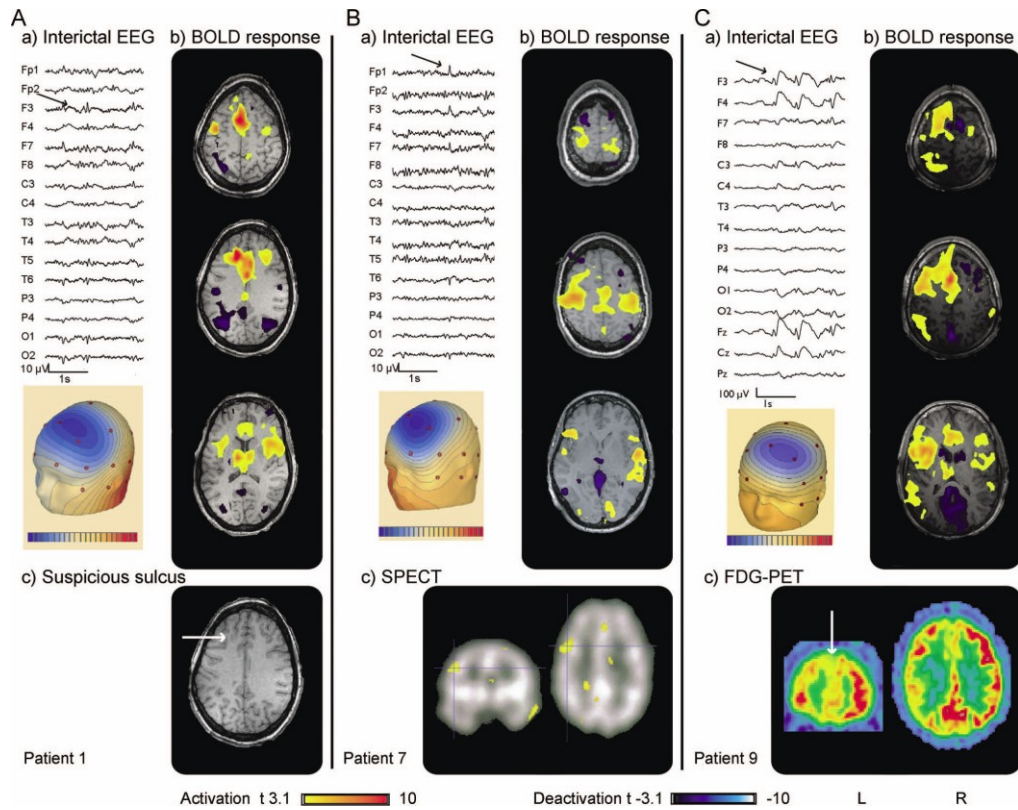 A
a) Interictal EEG
b) BOLD response
Fp1
Fp2
F3
F4
F7
F8
C3
C4
T3
T4
T5
T6
P3
P4
O1
O2
10 µV
1s
c) Suspicious sulcus
Patient 1
B
a) Interictal EEG
b) BOLD response
Fp1
Fp2
F3
F4
F7
F8
C3
C4
T3
T4
T5
T6
P3
P4
O1
O2
10 µV
1s
c) SPECT
Patient 7
C
a) Interictal EEG
b) BOLD response
F3
F4
F7
F8
C3
C4
T3
T4
P3
P4
O1
O2
Fz
Cz
Pz
100 µV
1s
c) FDG-PET
Patient 9
Activation t 3.1 10
Deactivation t -3.1 -10
L R